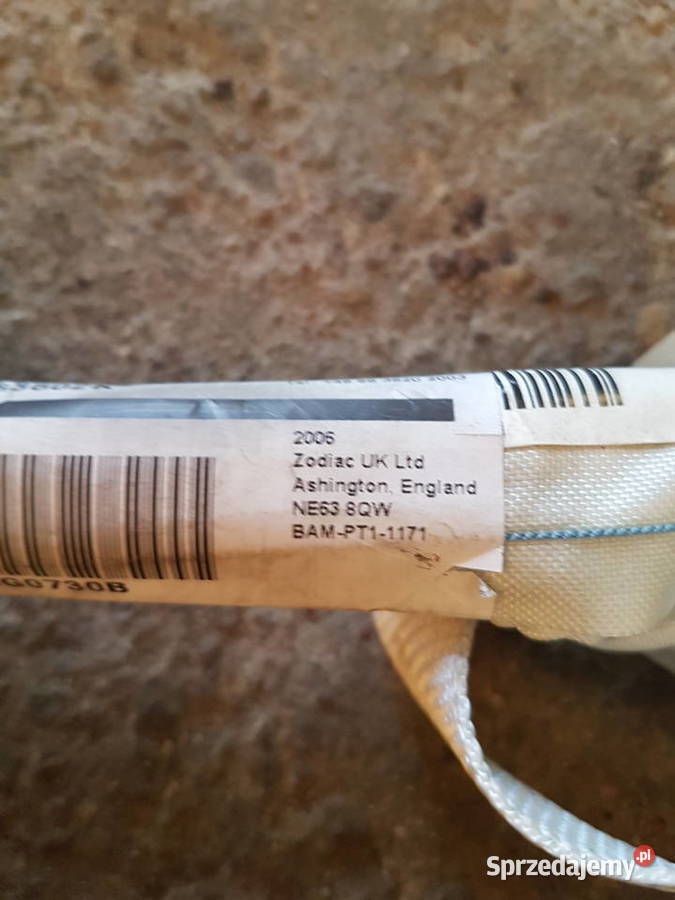 2006
Zodiac UK Ltd
Ashington, England
NE63 8QW
BAM-PT1-1171
G0730B
Sprzedajemy.pl